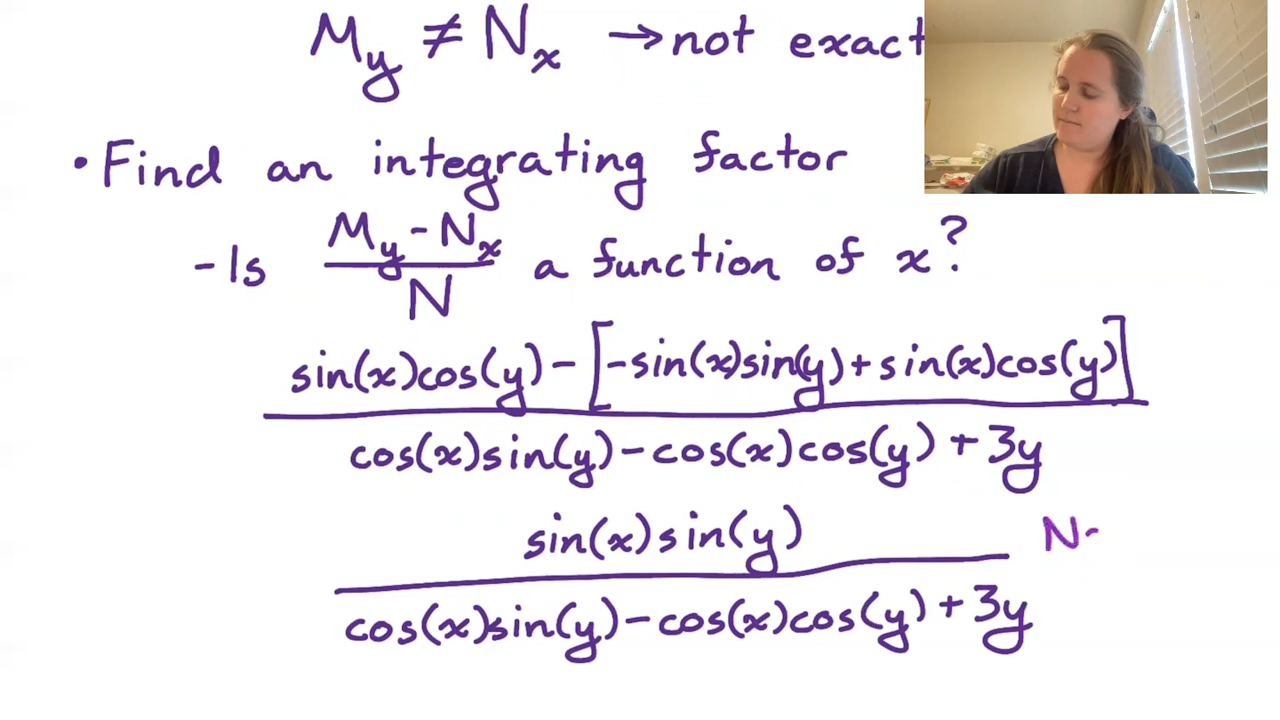 My ≠ Nx → not exact
• Find an integrating factor
- Is (My - Nx)/N a function of x?
sin(x)cos(y) - [-sin(x)sin(y) + sin(x)cos(y)]
cos(x)sin(y) - cos(x)cos(y) + 3y
sin(x)sin(y)
cos(x)sin(y) - cos(x)cos(y) + 3y